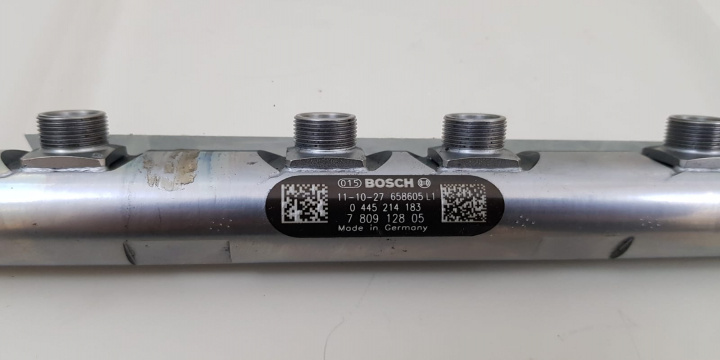 015 BOSCH
11-10-27 658605 L1
0 445 214 183
7 809 128 05
Made in Germany